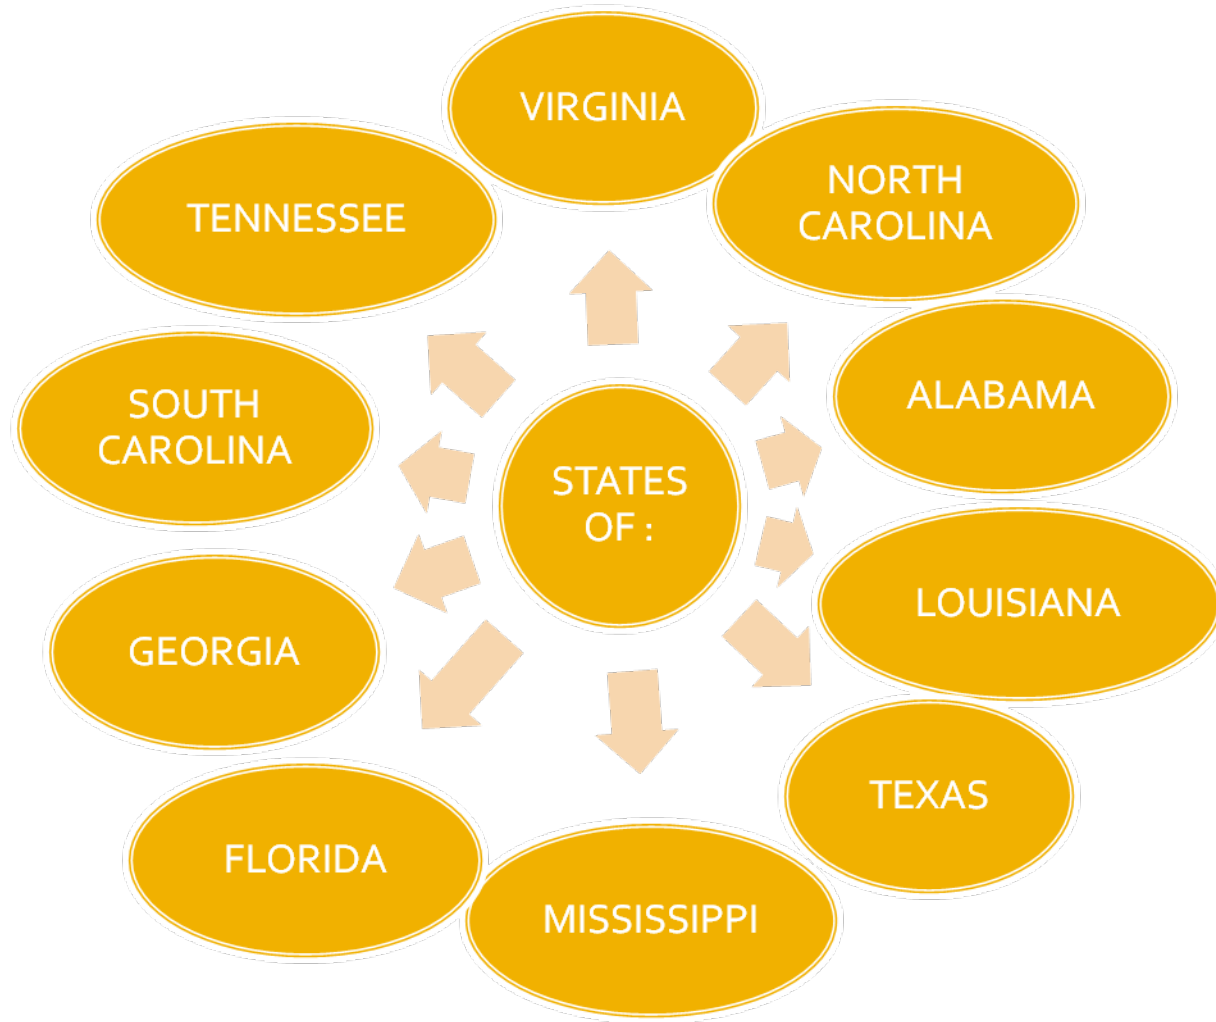 VIRGINIA
NORTH
CAROLINA
TENNESSEE
ALABAMA
SOUTH
CAROLINA
STATES
OF :
LOUISIANA
GEORGIA
TEXAS
FLORIDA
MISSISSIPPI